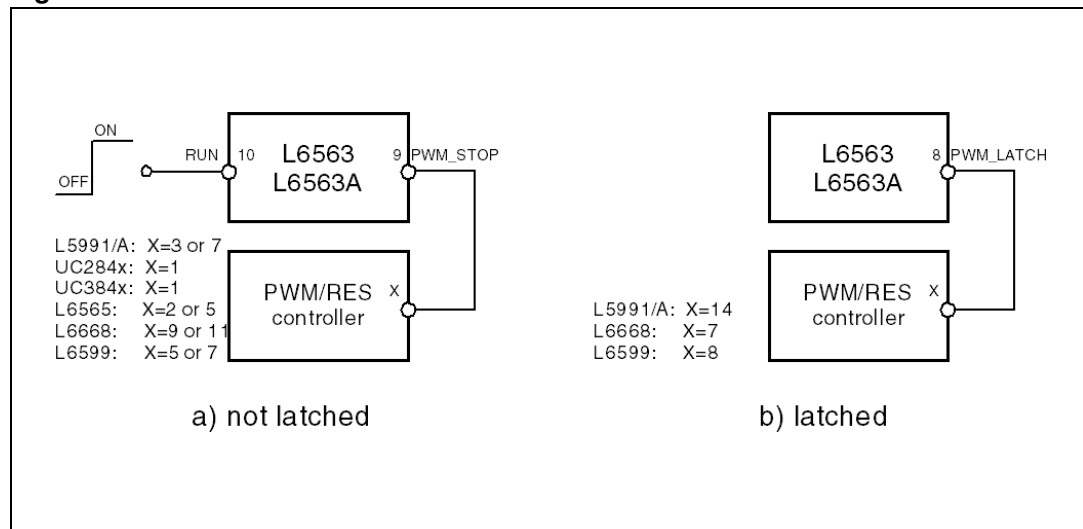 ON
OFF
RUN 10
L6563
L6563A
9 PWM_STOP
L5991/A: X=3 or 7
UC284x: X=1
UC384x: X=1
L6565: X=2 or 5
L6668: X=9 or 11
L6599: X=5 or 7
PWM/RES
controller
X
a) not latched
L6563
L6563A
8 PWM_LATCH
L5991/A: X=14
L6668: X=7
L6599: X=8
PWM/RES
controller
X
b) latched